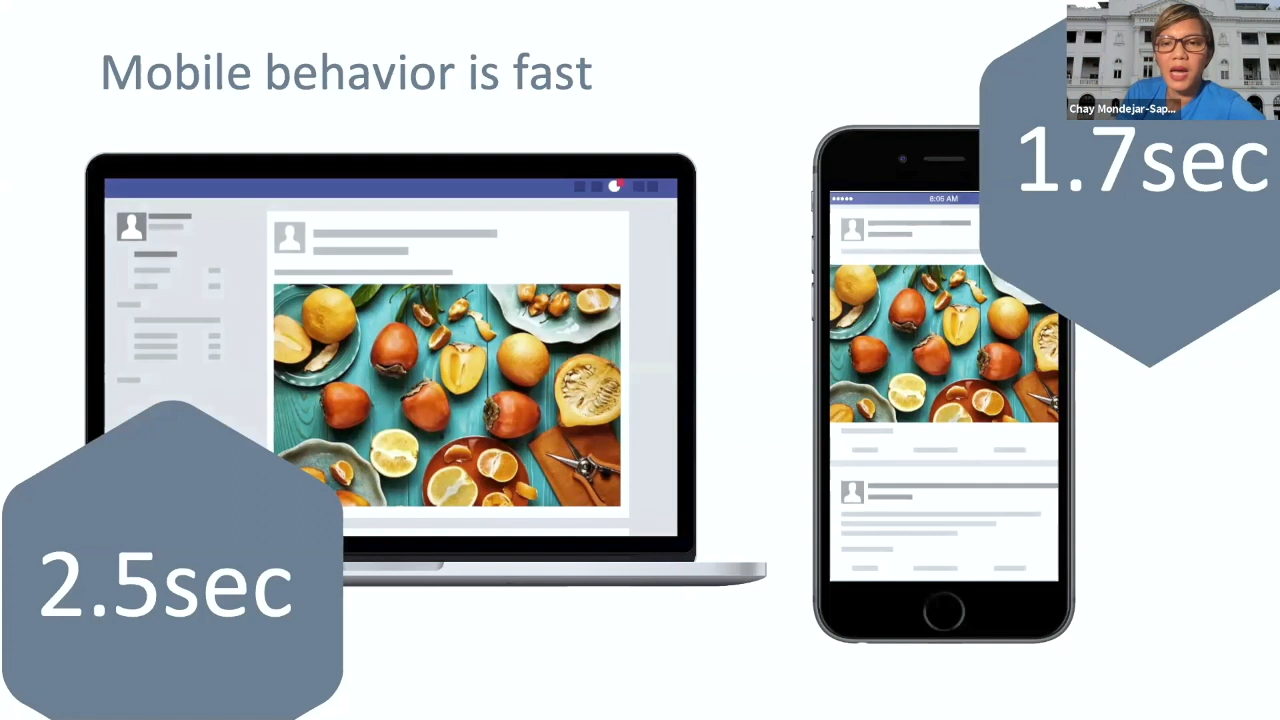 Mobile behavior is fast
Chay Mondejar-Sap...
1.7sec
8:05 AM
2.5sec